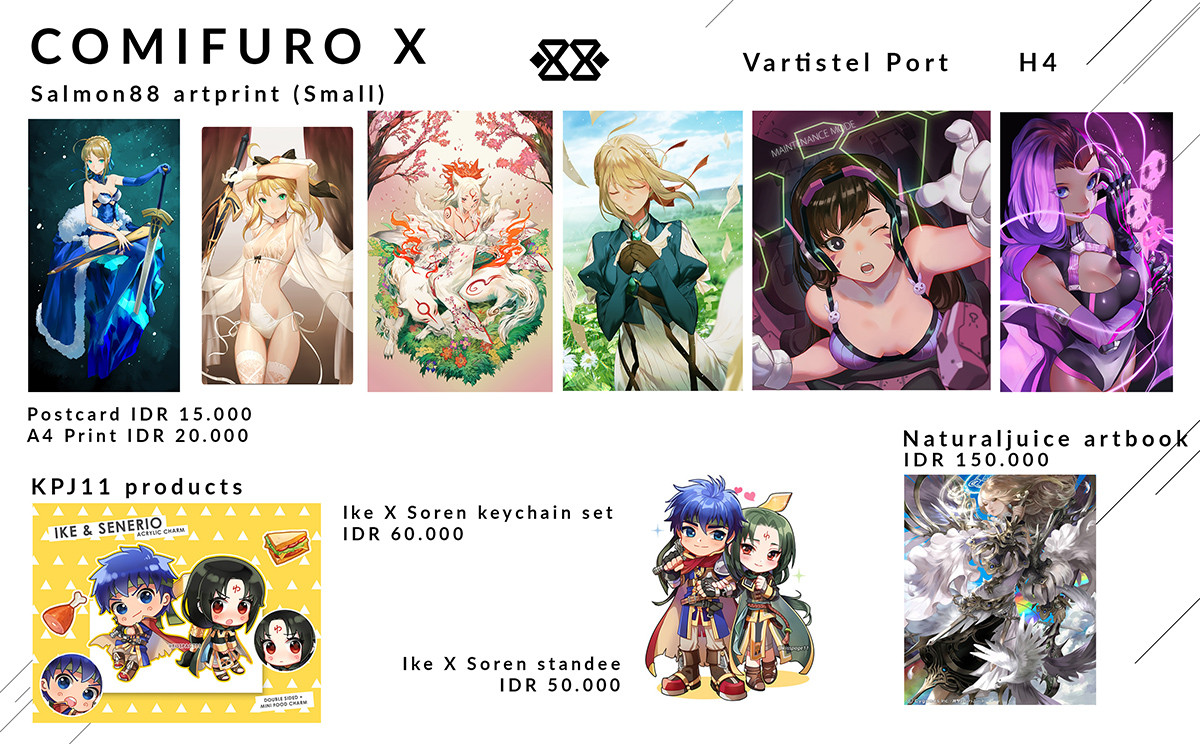 COMIFURO X
Vartistel Port
H4
Salmon88 artprint (Small)
MAINTENANCE MODE
Postcard IDR 15.000
A4 Print IDR 20.000
Naturaljuice artbook
IDR 150.000
KPJ11 products
IKE & SENERIO
ACRYLIC CHARM
Ike X Soren keychain set
IDR 60.000
Ike X Soren standee
IDR 50.000
DOUBLE SIDED +
MINI FOOD CHARM